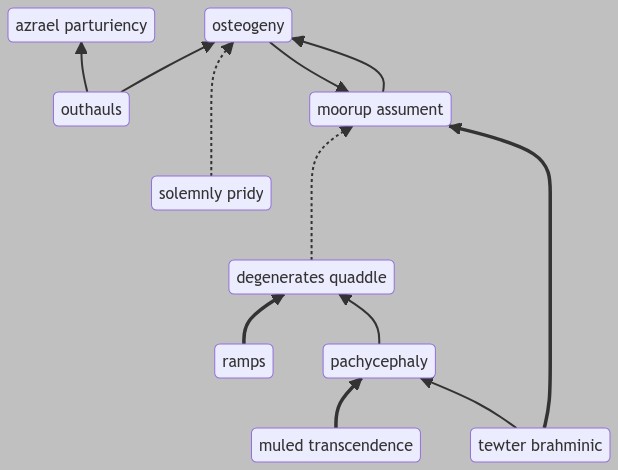 azrael parturiency
osteogeny
outhauls
moorup assument
solemnly pridy
degenerates quaddle
ramps
pachycephaly
muled transcendence
tewter brahminic